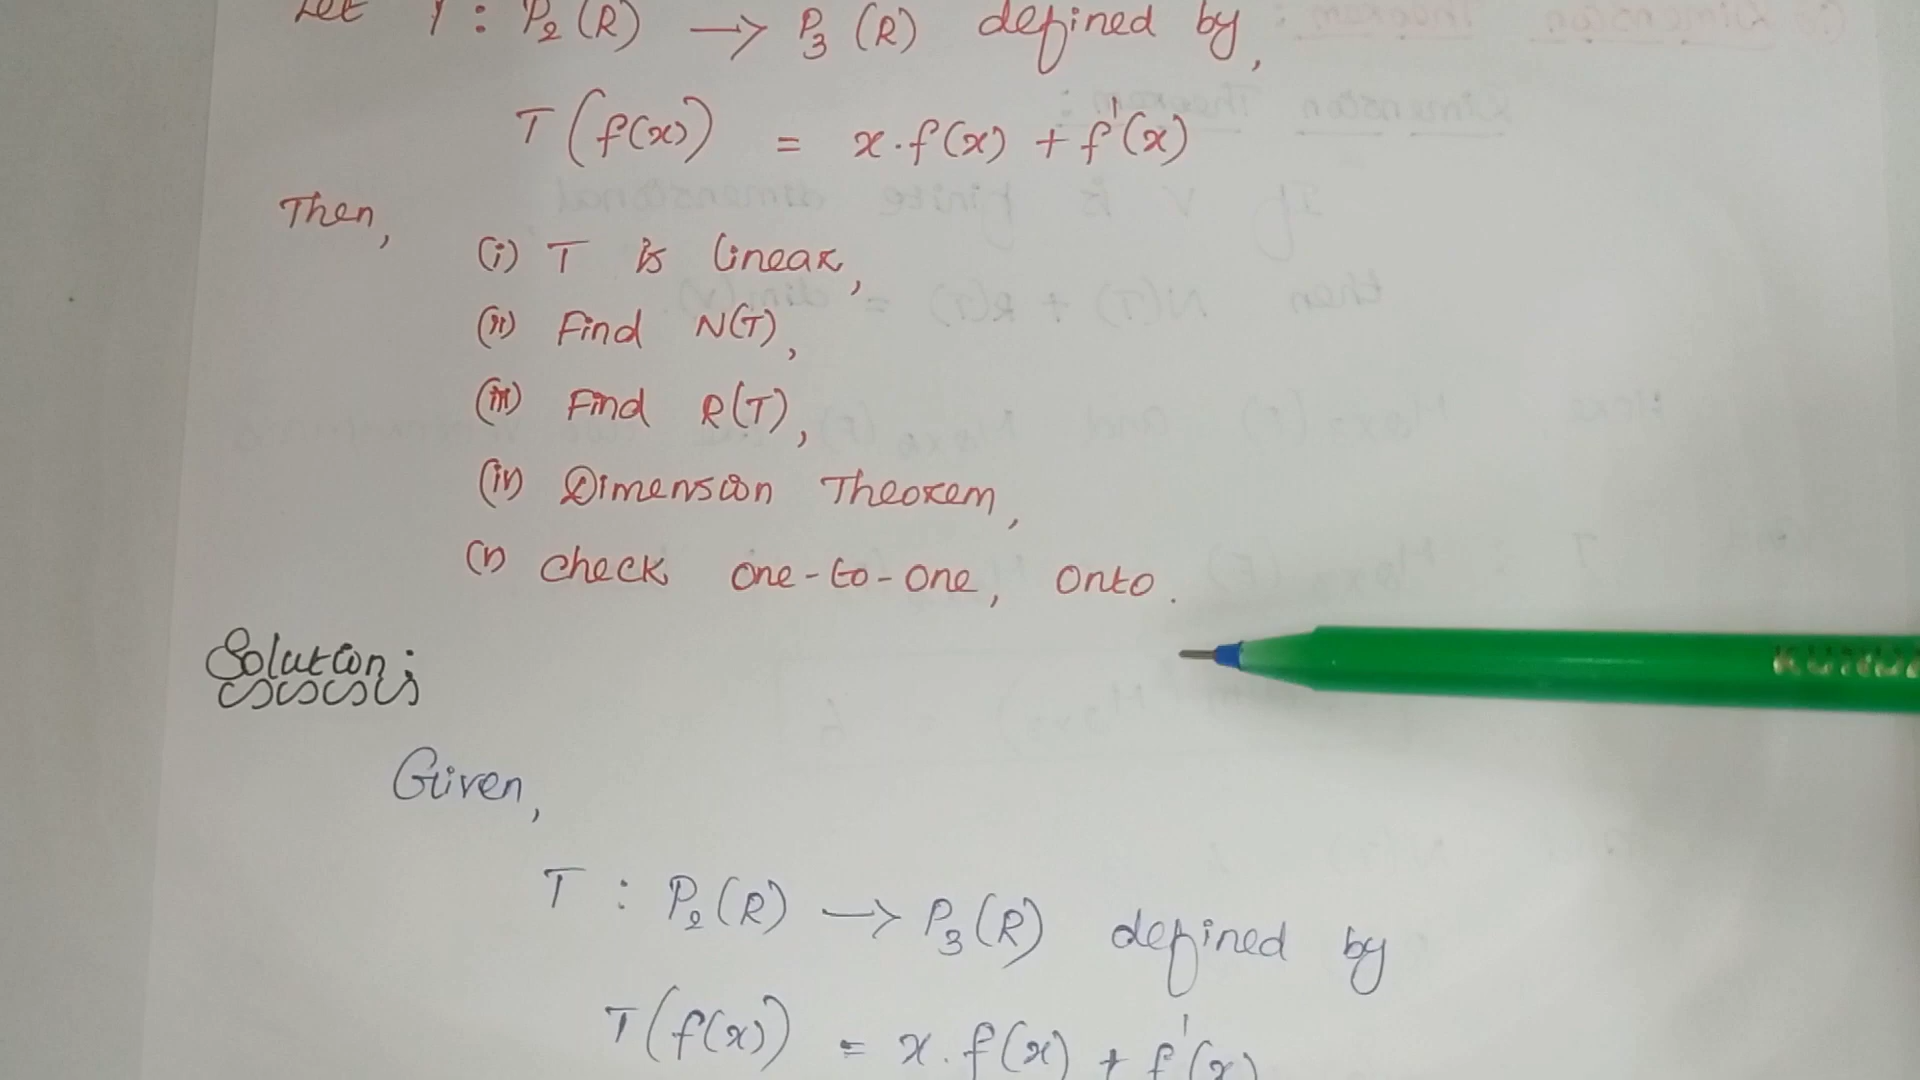 Let T : P₂(R) → P₃(R) defined by,
T(f(x)) = x.f(x) + f'(x)
Then,
(i) T is linear,
(ii) Find N(T),
(iii) Find R(T),
(iv) Dimension Theorem,
(v) check one-to-one, onto.
Solution;
Given,
T : P₂(R) → P₃(R) defined by
T(f(x)) = x.f(x) + f'(x)